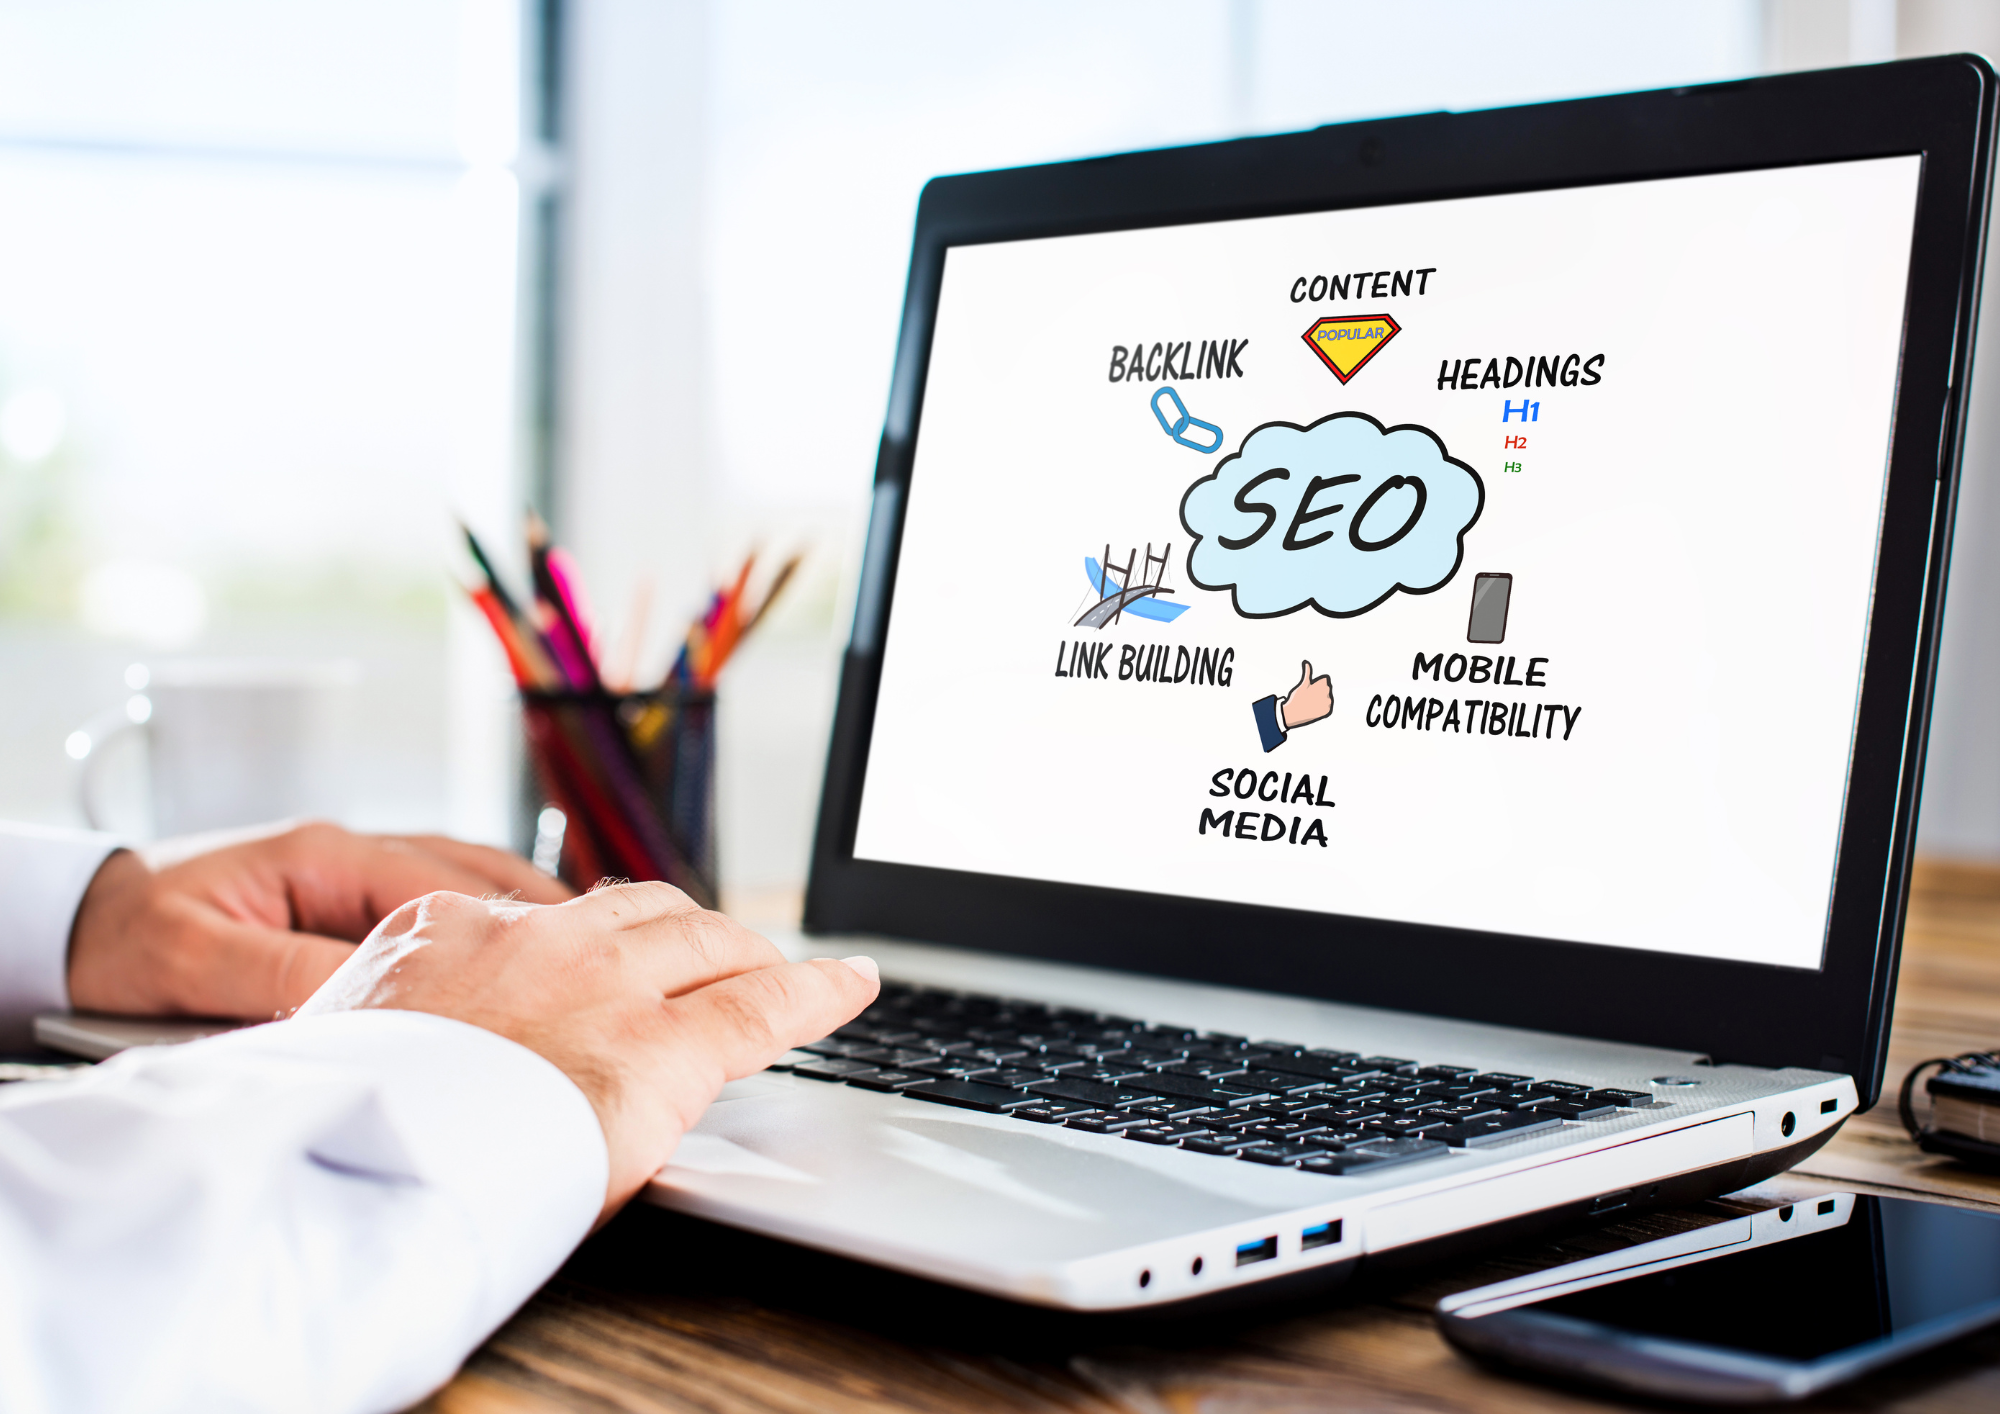 CONTENT
POPULAR
BACKLINK
HEADINGS
H1
H2
H3
SEO
LINK BUILDING
MOBILE
COMPATIBILITY
SOCIAL
MEDIA